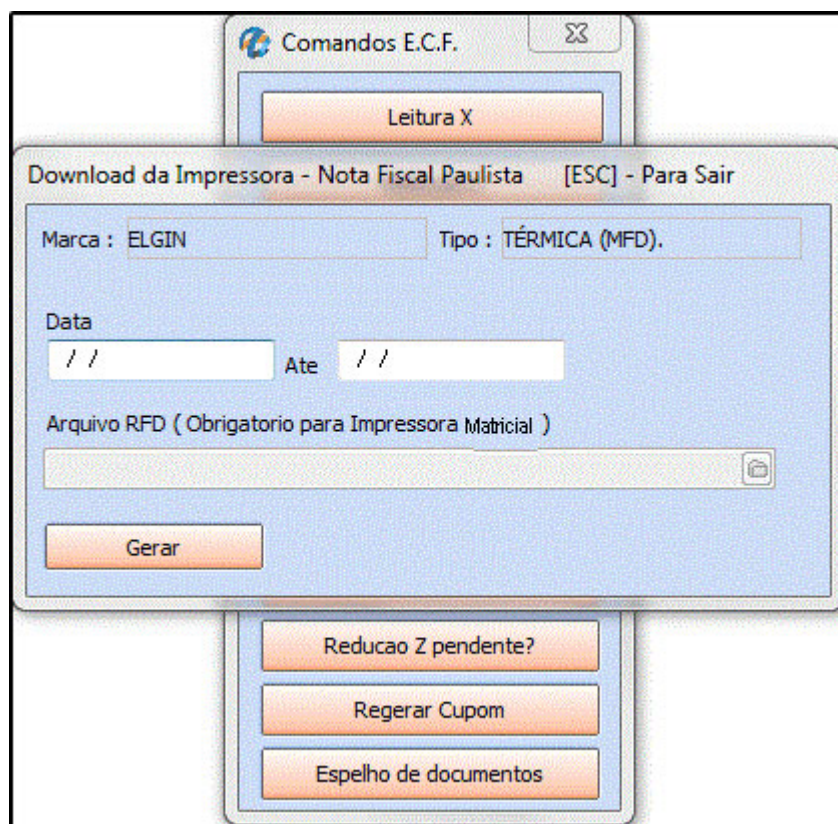 Comandos E.C.F.
Leitura X
Download da Impressora - Nota Fiscal Paulista [ESC] - Para Sair
Marca : ELGIN Tipo : TÉRMICA (MFD).
Data
/ / Ate / /
Arquivo RFD ( Obrigatorio para Impressora Matricial )
Gerar
Reducao Z pendente?
Regerar Cupom
Espelho de documentos